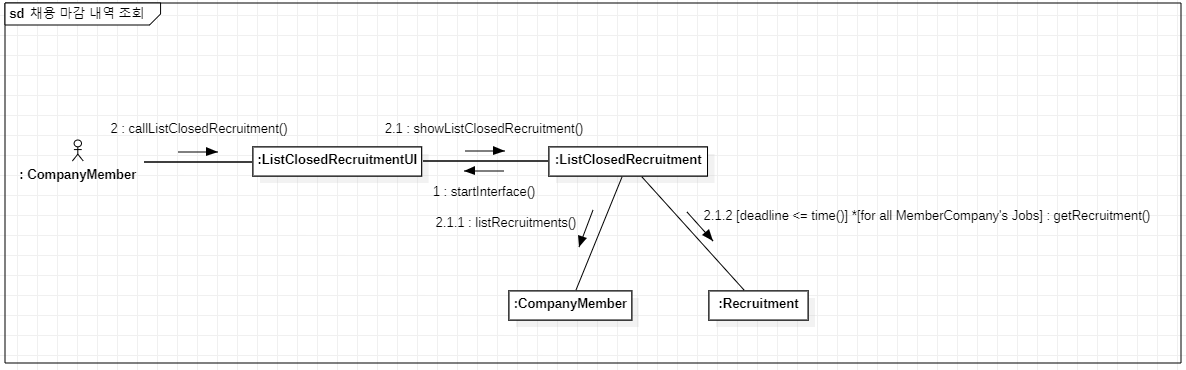 sd 채용 마감 내역 조회
2 : callListClosedRecruitment()
2.1 : showListClosedRecruitment()
:ListClosedRecruitmentUI
:ListClosedRecruitment
: CompanyMember
1 : startInterface()
2.1.1 : listRecruitments()
2.1.2 [deadline <= time()] *[for all MemberCompany's Jobs] : getRecruitment()
:CompanyMember
:Recruitment